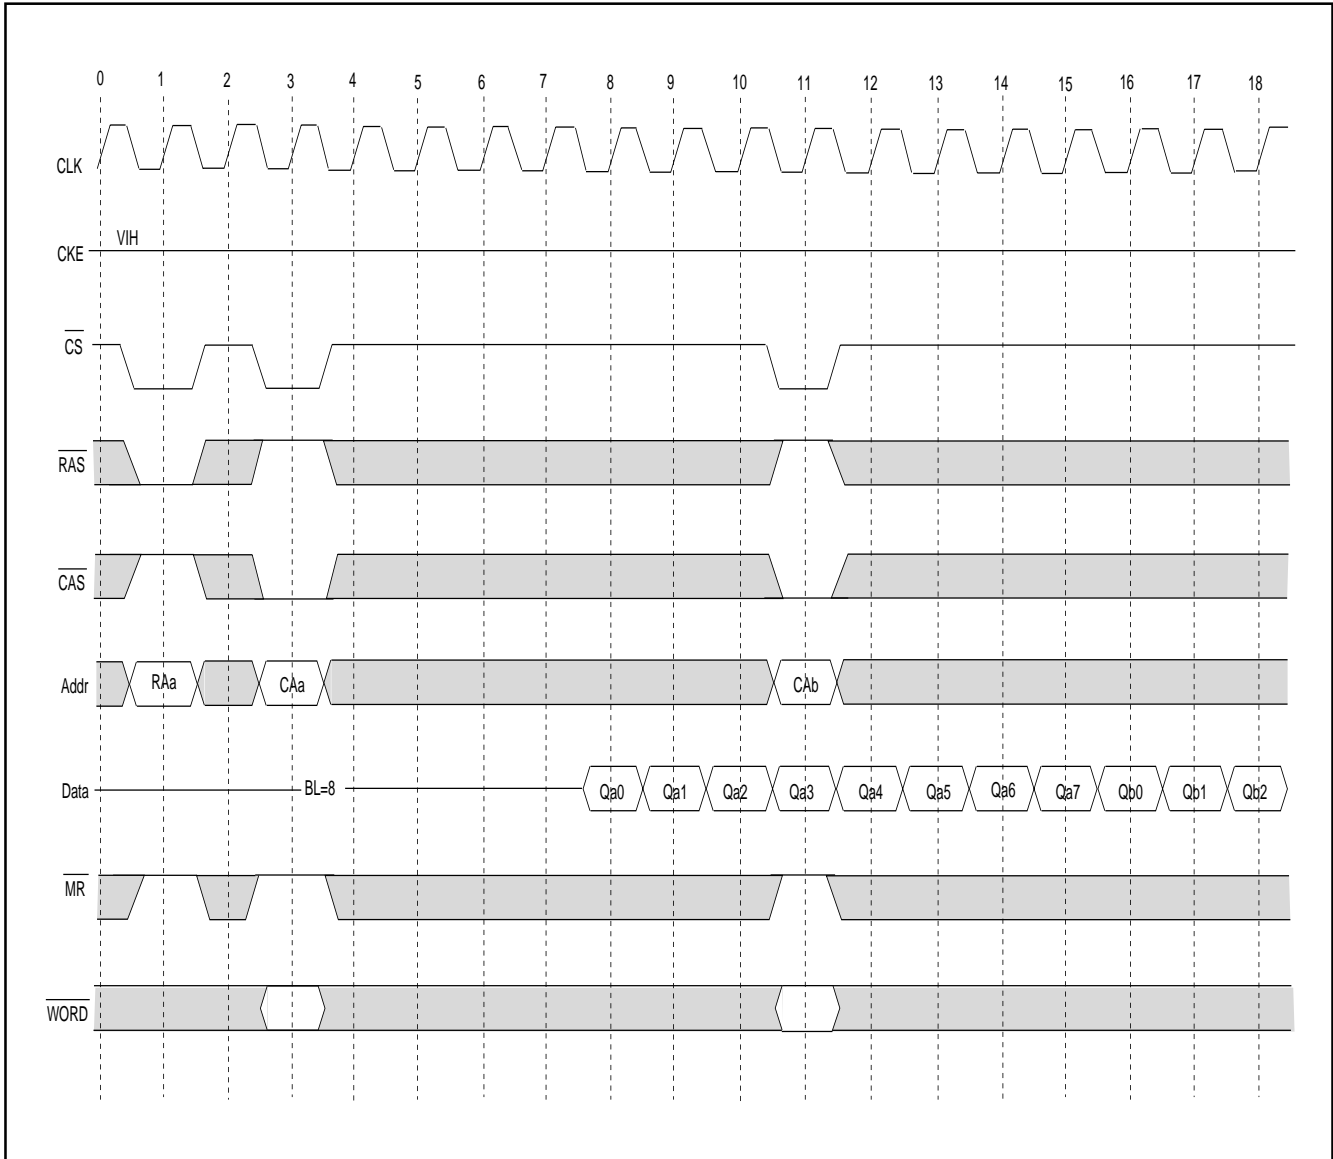 0 1 2 3 4 5 6 7 8 9 10 11 12 13 14 15 16 17 18
CLK
VIH
CKE
CS
RAS
CAS
Addr RAa CAa CAb
Data BL=8 Qa0 Qa1 Qa2 Qa3 Qa4 Qa5 Qa6 Qa7 Qb0 Qb1 Qb2
MR
WORD